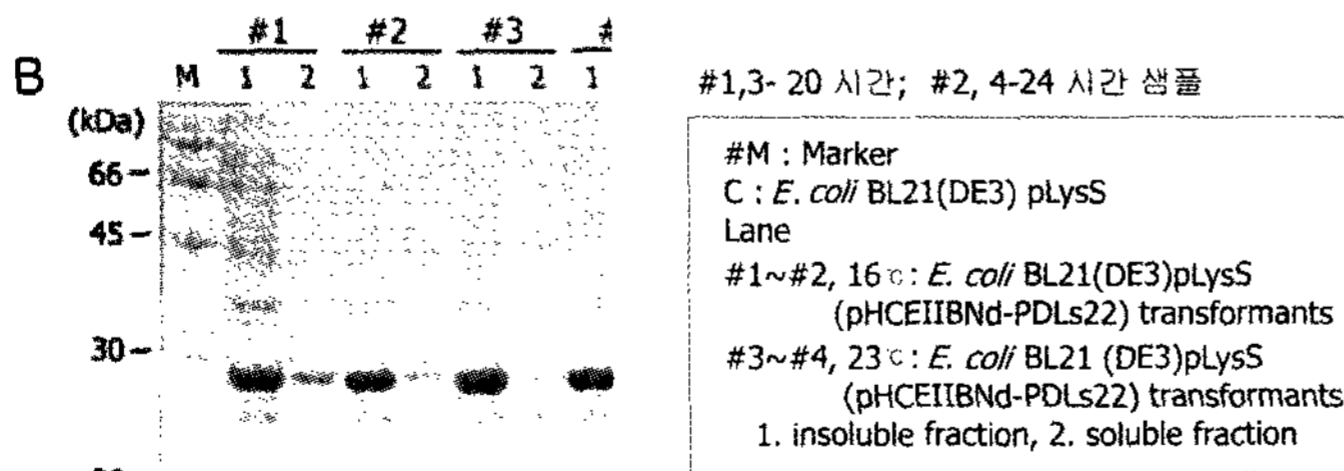 #1 #2 #3
B M 1 2 1 2 1 2 1
(kDa)
66
45
30
#1,3- 20 시간; #2, 4-24 시간 샘플
#M : Marker
C : E. coli BL21(DE3) pLysS
Lane
#1~#2, 16℃: E. coli BL21(DE3)pLysS
(pHCEIIBNd-PDLs22) transformants
#3~#4, 23℃: E. coli BL21 (DE3)pLysS
(pHCEIIBNd-PDLs22) transformants
1. insoluble fraction, 2. soluble fraction